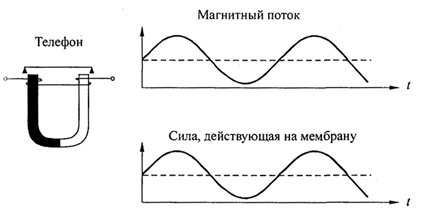 Магнитный поток
Телефон
t
Сила, действующая на мембрану
t